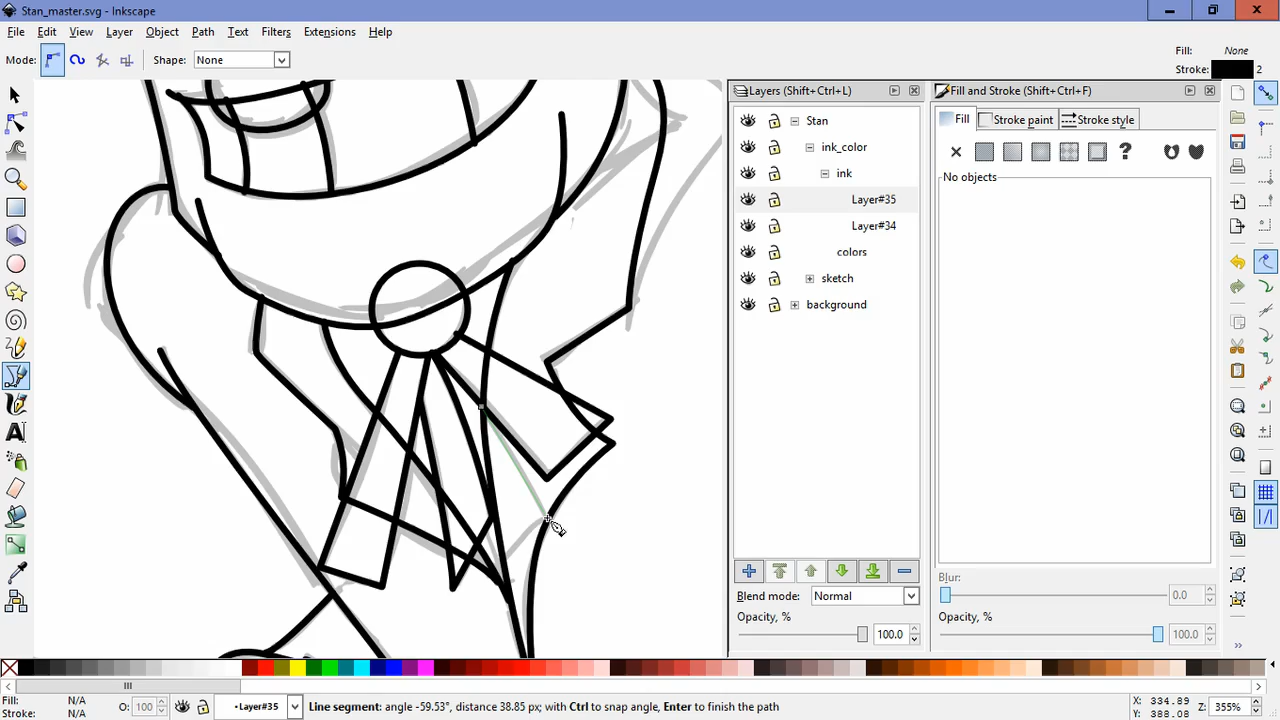 Stan_master.svg - Inkscape
File Edit View Layer Object Path Filters Text Extensions Help
Mode: Shape: None Fill: None
Stroke: 2
Layers (Shift+Ctrl+L) Fill and Stroke (Shift+Ctrl+F)
Stan Fill Stroke paint Stroke style
ink_color ?
ink No objects
Layer#35
Layer#34
colors
sketch
background
Blend mode: Normal Blur: 0.0
Opacity, % Opacity, %
100.0 100.0
Fill: N/A O: 100 •Layer#35 Line segment: angle -59.53°, distance 38.85 px; with Ctrl to snap angle, Enter to finish the path X: 334.89 Z: 355%
Stroke: N/A Y: 388.08